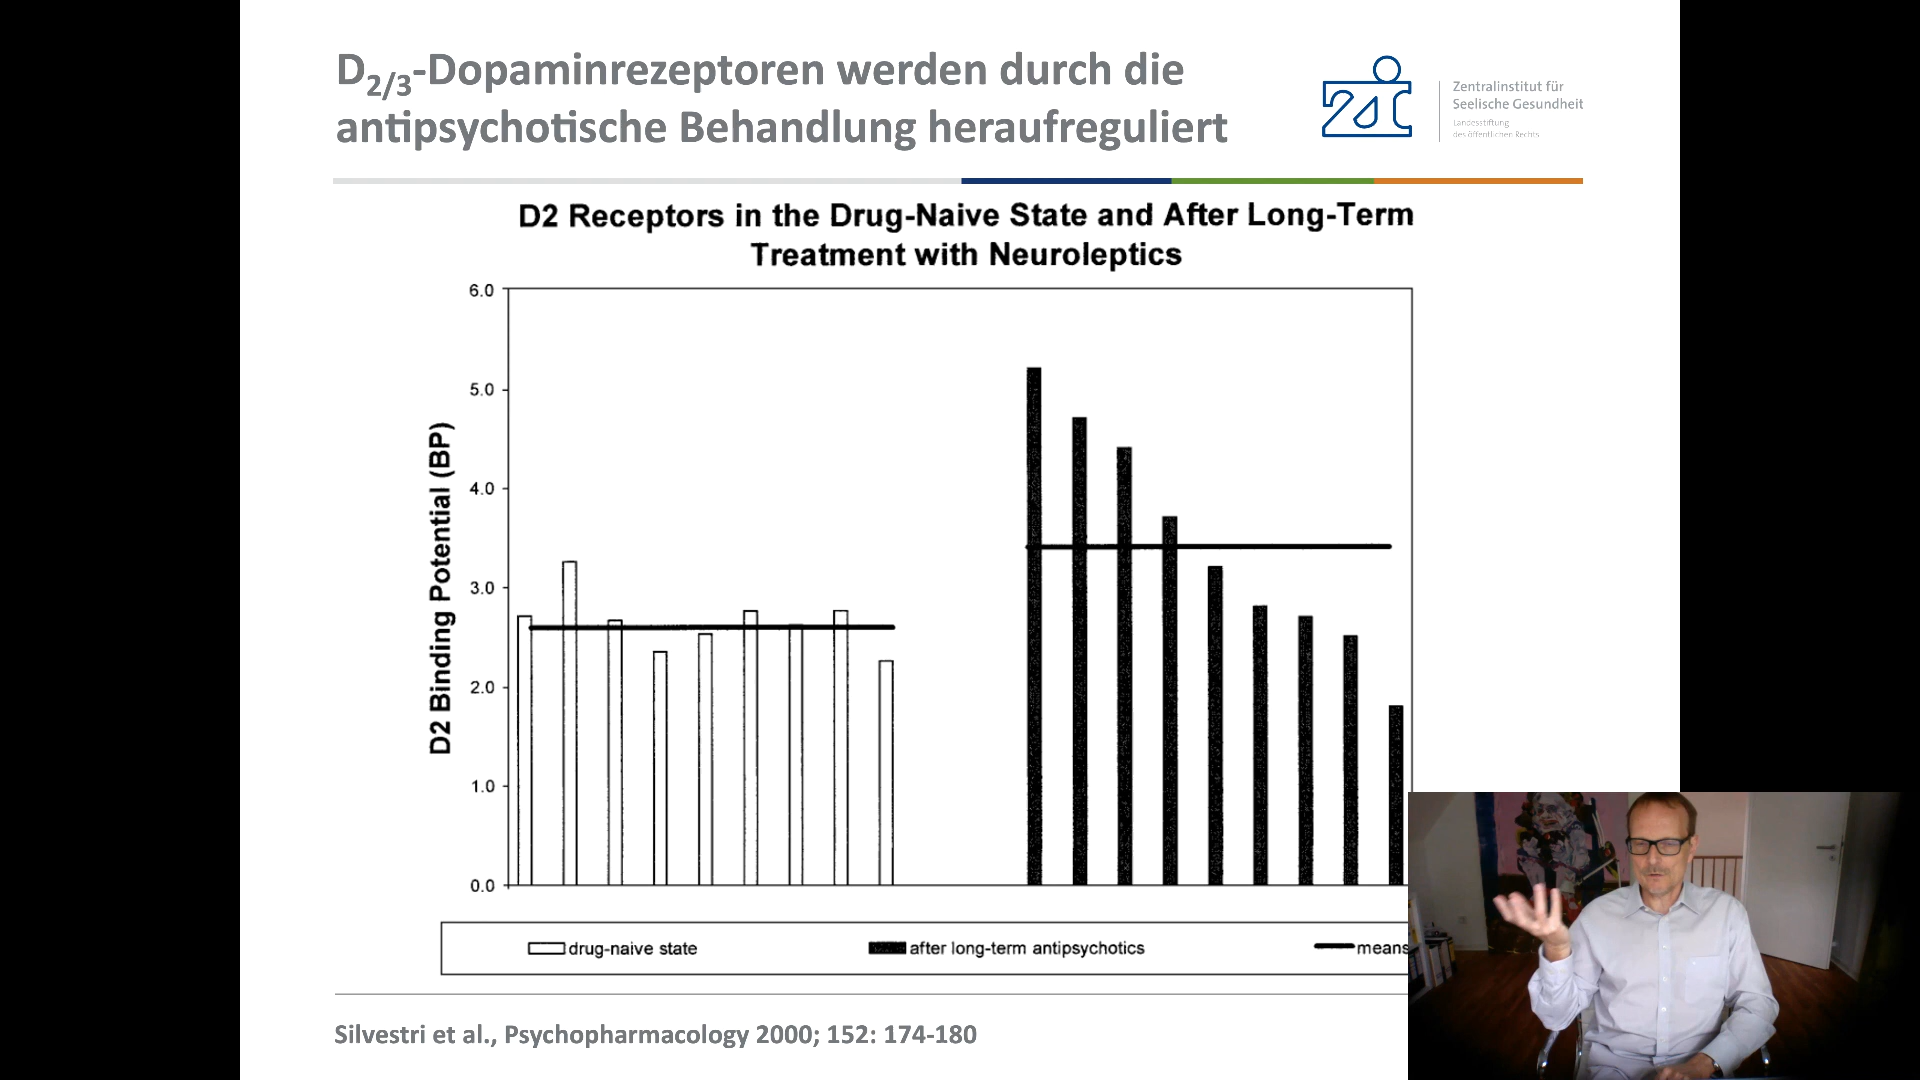 D2/3-Dopaminrezeptoren werden durch die
antipsychotische Behandlung heraufreguliert
Zentralinstitut für
Seelische Gesundheit
Landesstiftung
des öffentlichen Rechts
D2 Receptors in the Drug-Naive State and After Long-Term
Treatment with Neuroleptics
D2 Binding Potential (BP)
6.0
5.0
4.0
3.0
2.0
1.0
0.0
drug-naive state
after long-term antipsychotics
means
Silvestri et al., Psychopharmacology 2000; 152: 174-180